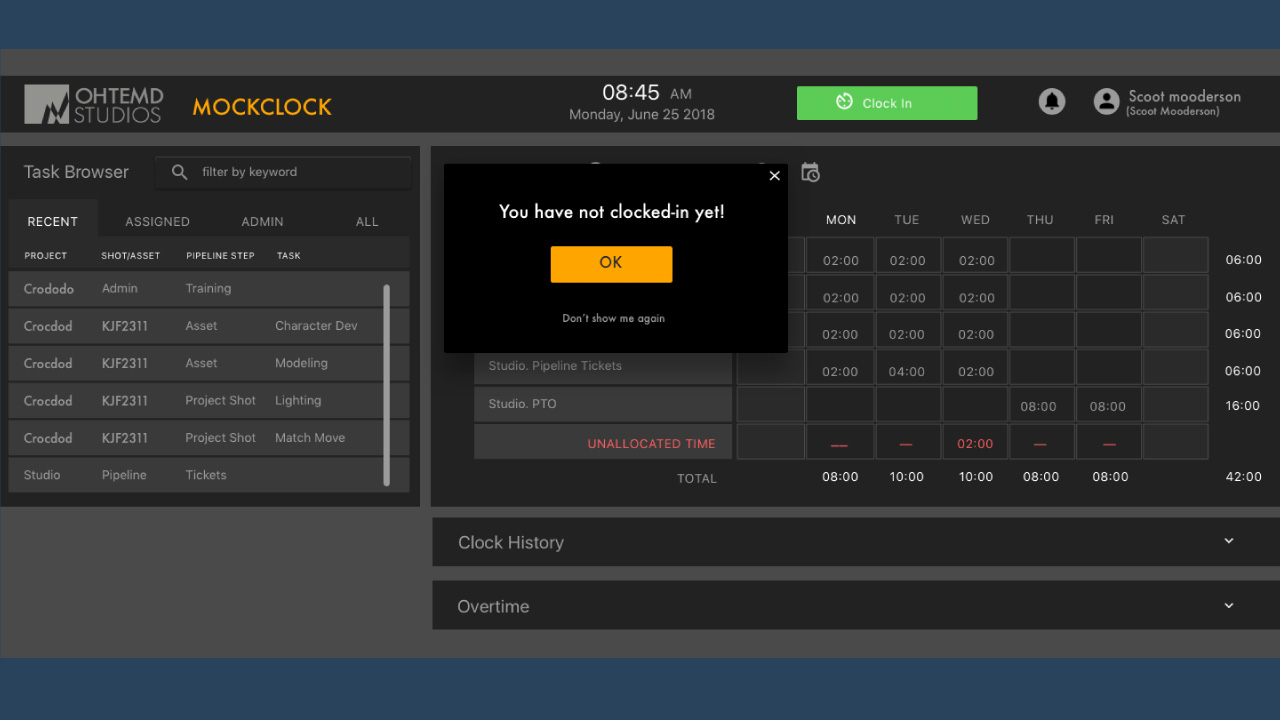 OHTEMD
STUDIOS
MOCKCLOCK
08:45 AM
Monday, June 25 2018
Clock In
Scoot mooderson
(Scoot Mooderson)
Task Browser
filter by keyword
RECENT ASSIGNED ADMIN ALL
PROJECT SHOT/ASSET PIPELINE STEP TASK
Crododo Admin Training
Crocdod KJF2311 Asset Character Dev
Crocdod KJF2311 Asset Modeling
Crocdod KJF2311 Project Shot Lighting
Crocdod KJF2311 Project Shot Match Move
Studio Pipeline Tickets
You have not clocked-in yet!
OK
Don't show me again
MON TUE WED THU FRI SAT
02:00 02:00 02:00 06:00
02:00 02:00 02:00 06:00
02:00 02:00 02:00 06:00
Studio. Pipeline Tickets 02:00 04:00 02:00 06:00
Studio. PTO 08:00 08:00 16:00
UNALLOCATED TIME — — 02:00 — —
TOTAL 08:00 10:00 10:00 08:00 08:00 42:00
Clock History
Overtime